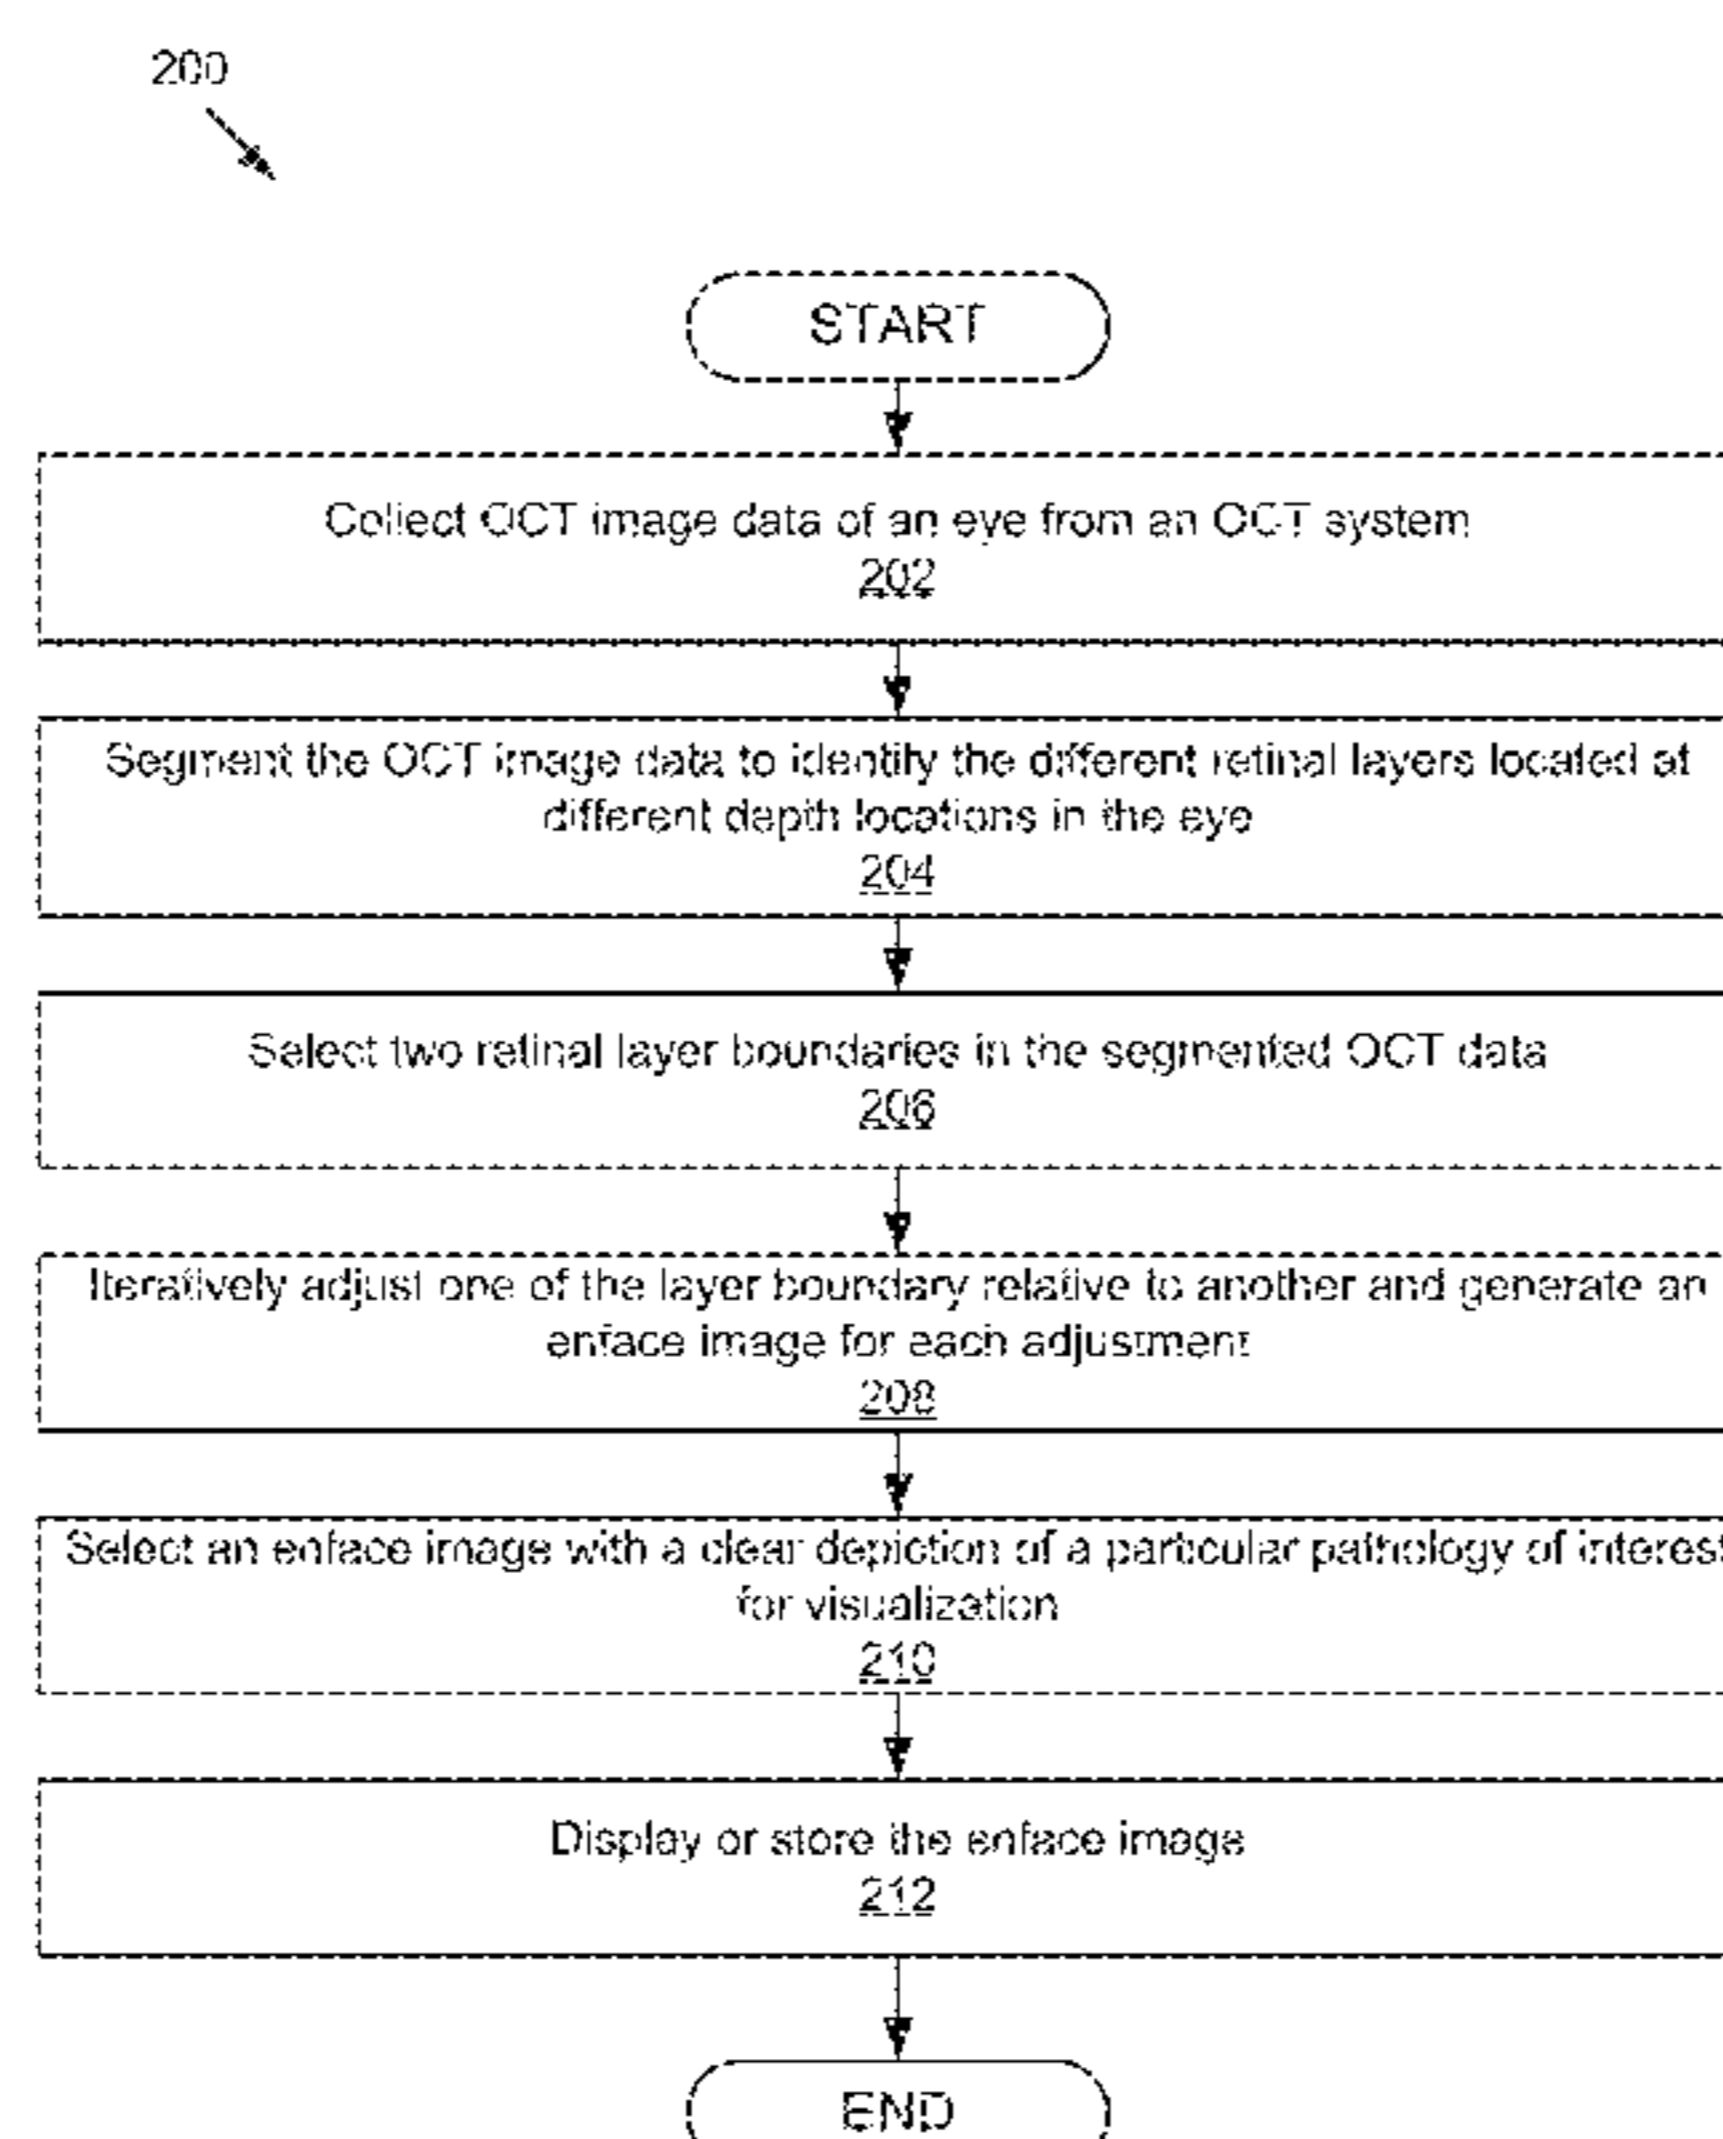 200
START
Collect OCT image data of an eye from an OCT system
202
Segment the OCT image data to identify the different retinal layers located at
different depth locations in the eye
204
Select two retinal layer boundaries in the segmented OCT data
206
Iteratively adjust one of the layer boundary relative to another and generate an
enface image for each adjustment
208
Select an enface image with a clear depiction of a particular pathology of interest
for visualization
210
Display or store the enface image
212
END